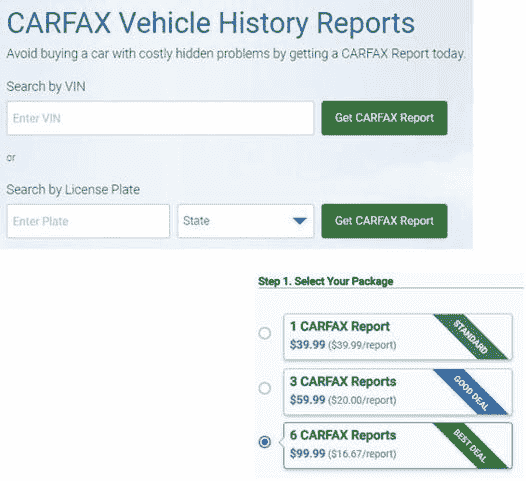 CARFAX Vehicle History Reports
Avoid buying a car with costly hidden problems by getting a CARFAX Report today.
Search by VIN
Enter VIN
Get CARFAX Report
or
Search by License Plate
Enter Plate
State
Get CARFAX Report
Step 1. Select Your Package
1 CARFAX Report
$39.99 ($39.99/report)
STANDARD
3 CARFAX Reports
$59.99 ($20.00/report)
GOOD DEAL
6 CARFAX Reports
$99.99 ($16.67/report)
BEST DEAL